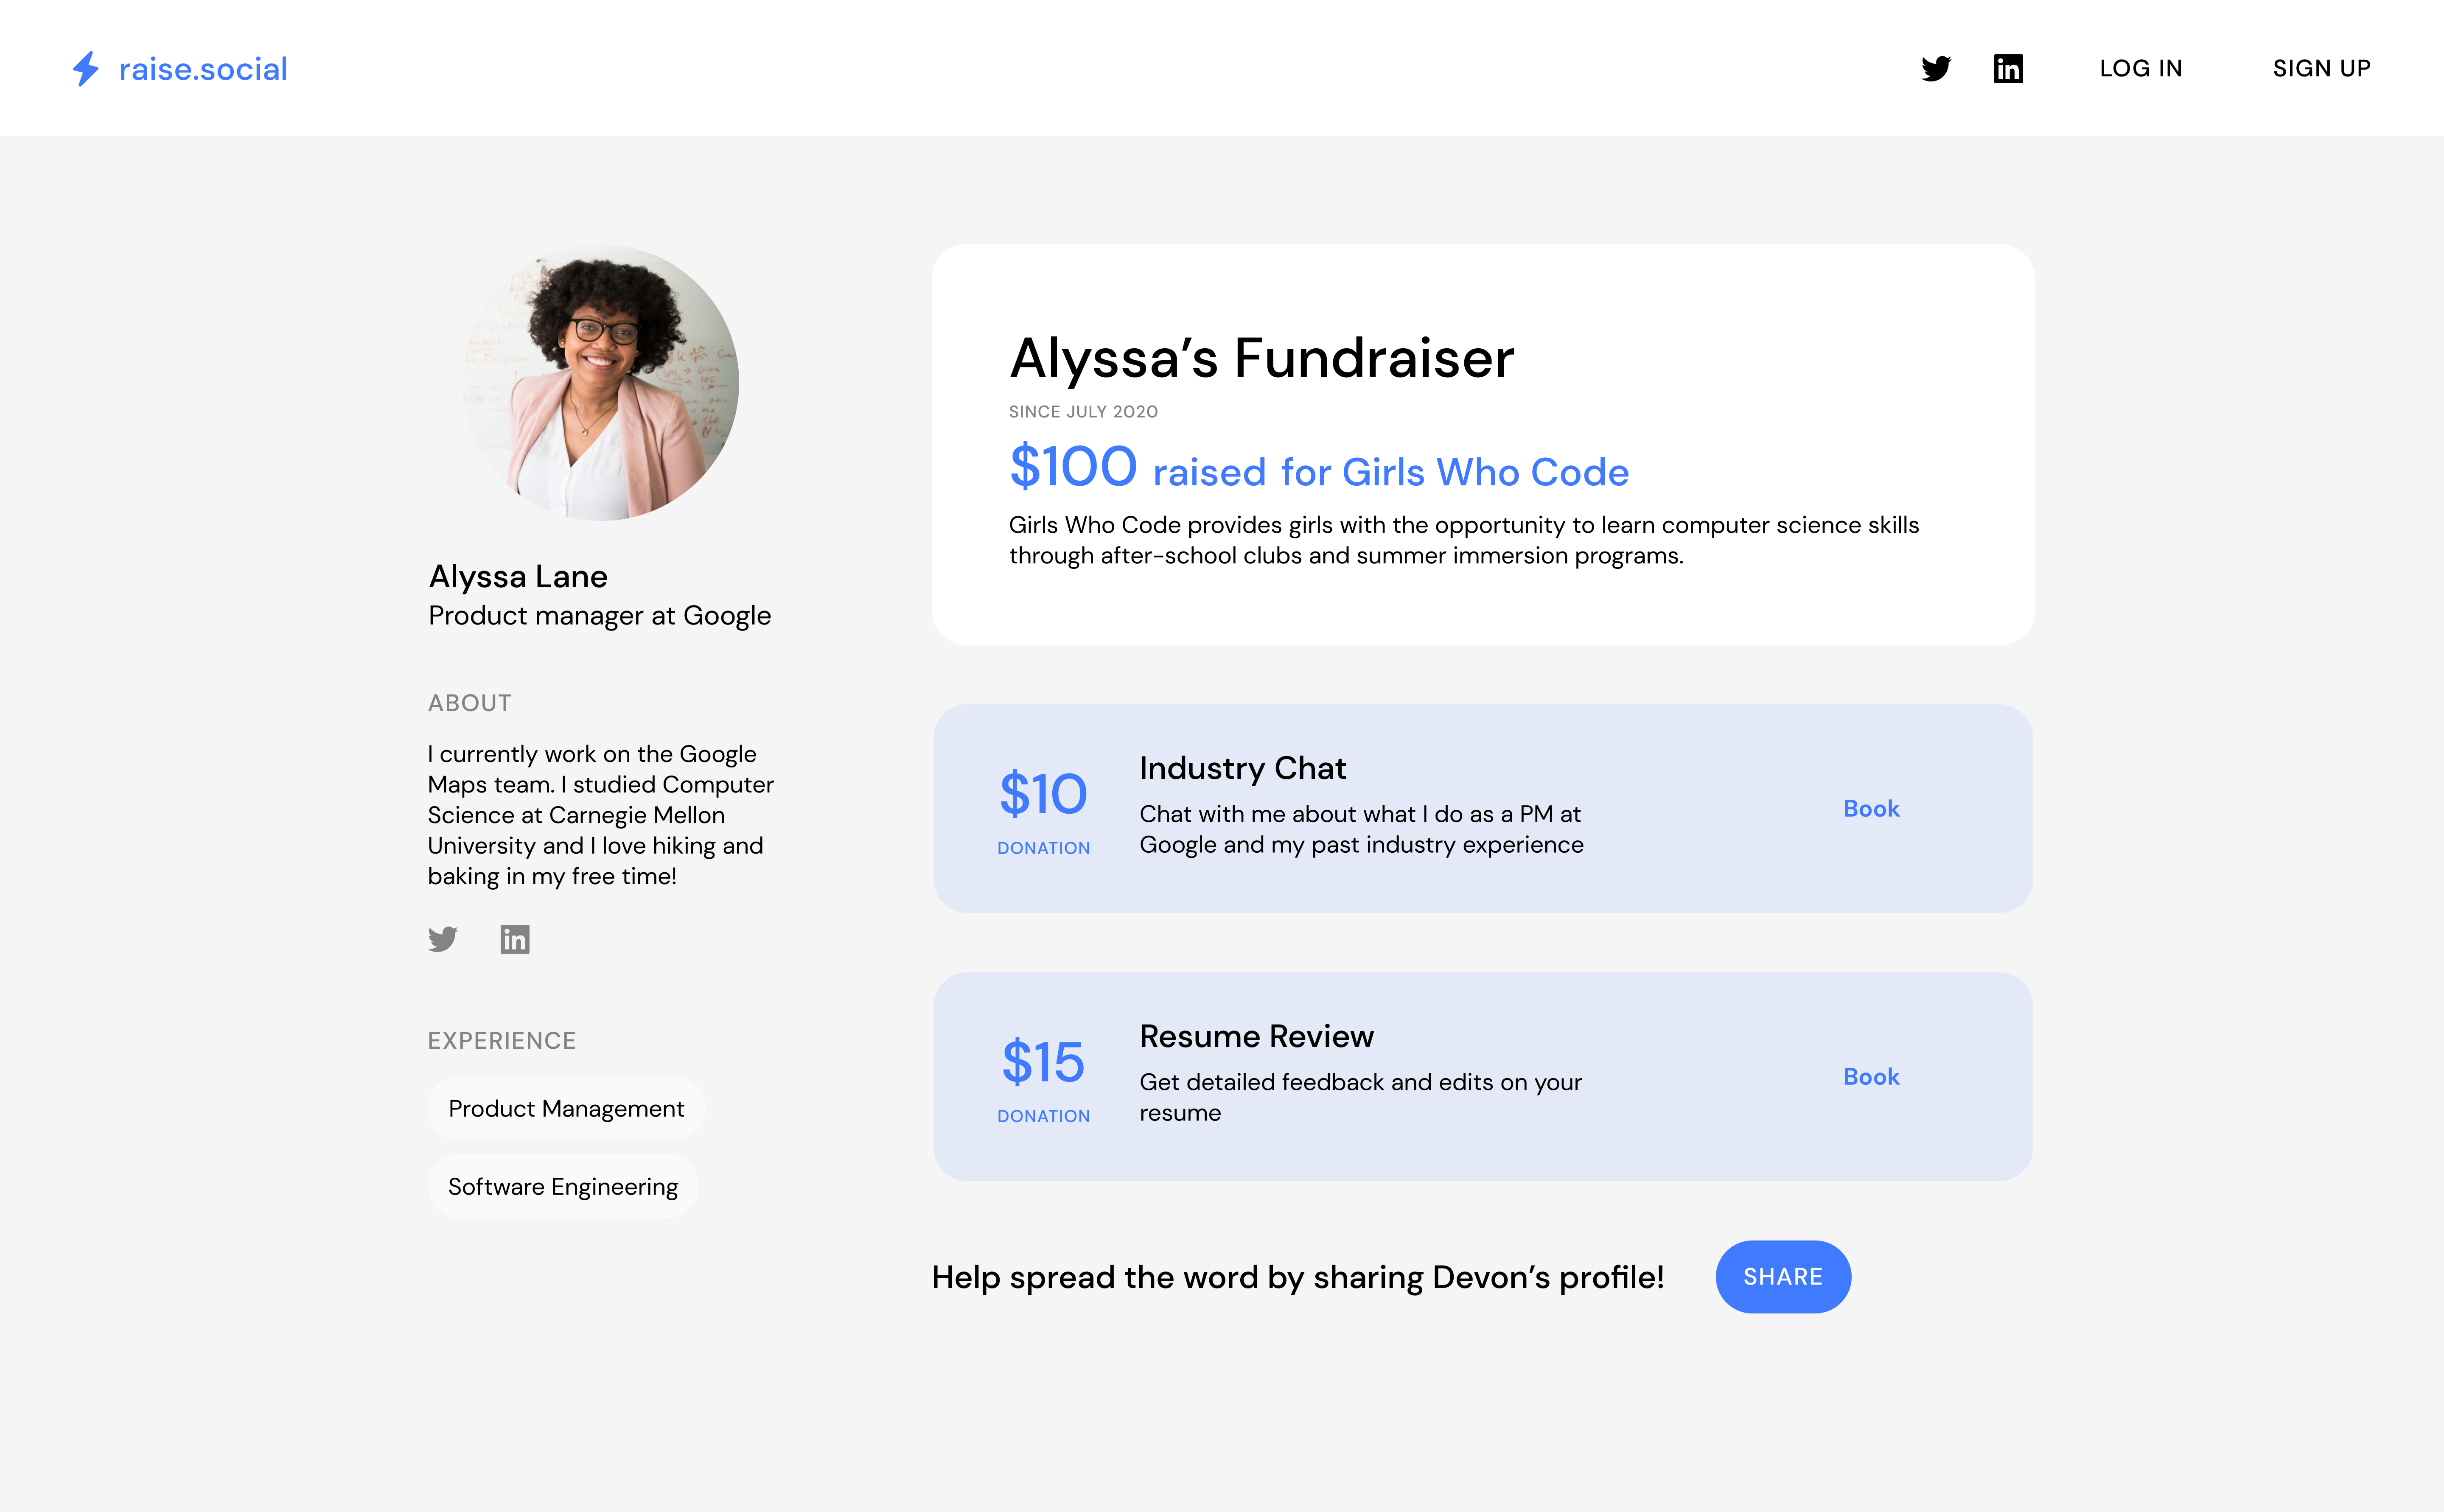 raise.social
LOG IN
SIGN UP
Alyssa Lane
Product manager at Google
ABOUT
I currently work on the Google
Maps team. I studied Computer
Science at Carnegie Mellon
University and I love hiking and
baking in my free time!
EXPERIENCE
Product Management
Software Engineering
Alyssa’s Fundraiser
SINCE JULY 2020
$100 raised for Girls Who Code
Girls Who Code provides girls with the opportunity to learn computer science skills
through after-school clubs and summer immersion programs.
$10
DONATION
Industry Chat
Chat with me about what I do as a PM at
Google and my past industry experience
Book
$15
DONATION
Resume Review
Get detailed feedback and edits on your
resume
Book
Help spread the word by sharing Devon’s profile!
SHARE